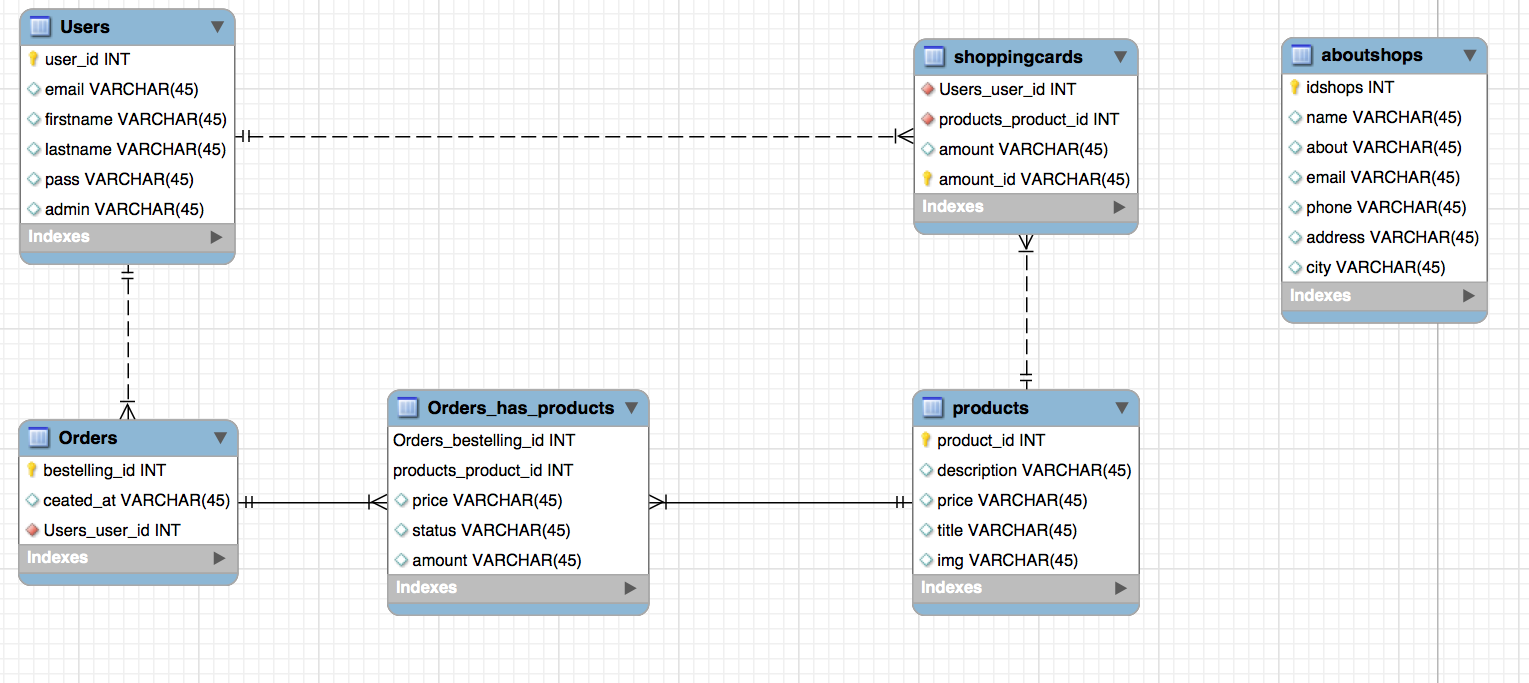 Users
user_id INT
email VARCHAR(45)
firstname VARCHAR(45)
lastname VARCHAR(45)
pass VARCHAR(45)
admin VARCHAR(45)
Indexes
shoppingcards
Users_user_id INT
products_product_id INT
amount VARCHAR(45)
amount_id VARCHAR(45)
Indexes
aboutshops
idshops INT
name VARCHAR(45)
about VARCHAR(45)
email VARCHAR(45)
phone VARCHAR(45)
address VARCHAR(45)
city VARCHAR(45)
Indexes
Orders
bestelling_id INT
ceated_at VARCHAR(45)
Users_user_id INT
Indexes
Orders_has_products
Orders_bestelling_id INT
products_product_id INT
price VARCHAR(45)
status VARCHAR(45)
amount VARCHAR(45)
Indexes
products
product_id INT
description VARCHAR(45)
price VARCHAR(45)
title VARCHAR(45)
img VARCHAR(45)
Indexes